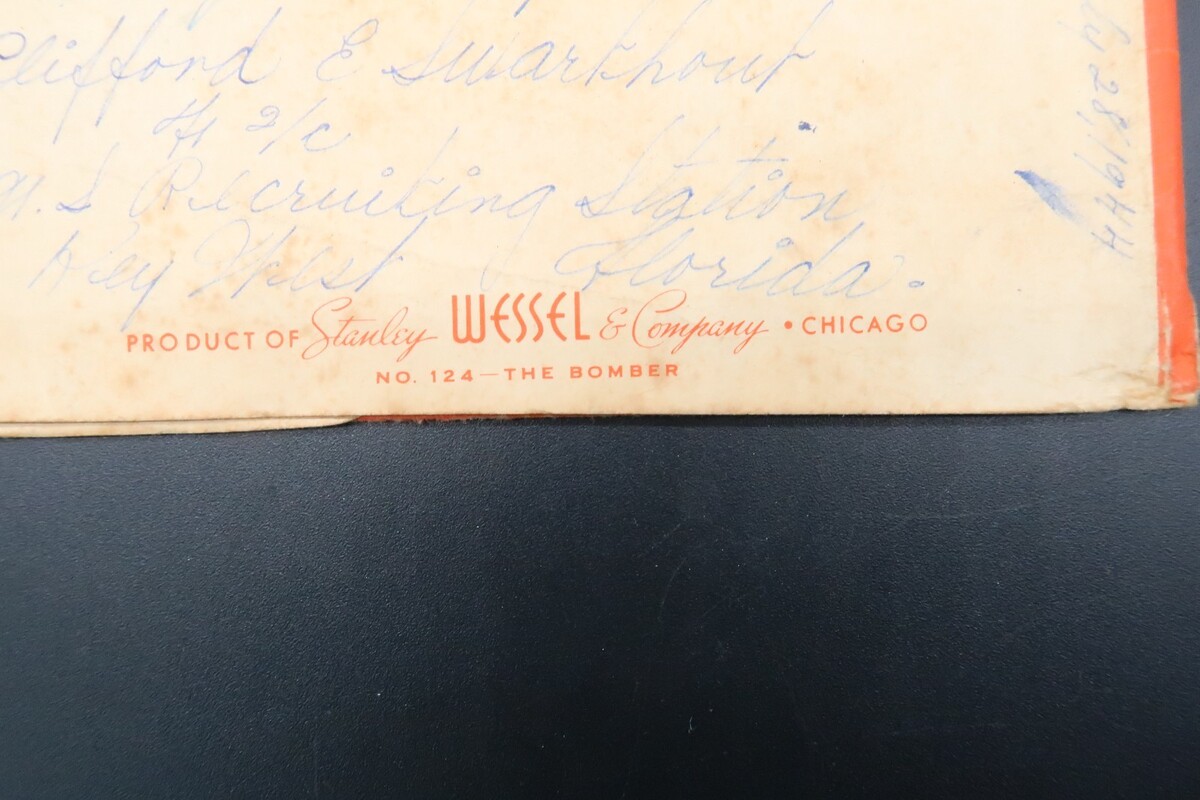 Clifford E Swarthout
2/c
N. S Recruiting Station
Key West Florida.
PRODUCT OF Stanley WESSEL & Company • CHICAGO
NO. 124—THE BOMBER